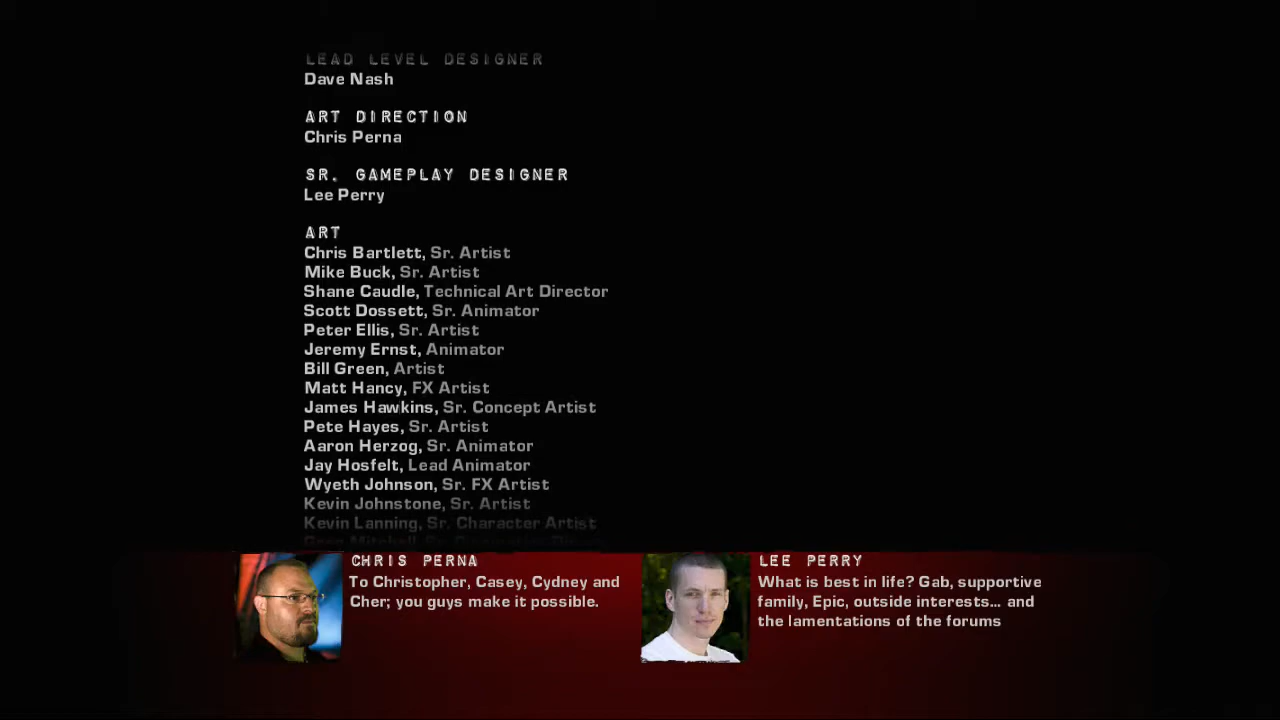 LEAD LEVEL DESIGNER
Dave Nash
ART DIRECTION
Chris Perna
SR. GAMEPLAY DESIGNER
Lee Perry
ART
Chris Bartlett, Sr. Artist
Mike Buck, Sr. Artist
Shane Caudle, Technical Art Director
Scott Dossett, Sr. Animator
Peter Ellis, Sr. Artist
Jeremy Ernst, Animator
Bill Green, Artist
Matt Hancy, FX Artist
James Hawkins, Sr. Concept Artist
Pete Hayes, Sr. Artist
Aaron Herzog, Sr. Animator
Jay Hosfelt, Lead Animator
Wyeth Johnson, Sr. FX Artist
Kevin Johnstone, Sr. Artist
Kevin Lanning, Sr. Character Artist
Greg Mitchell, Sr. Cinematics
CHRIS PERNA
To Christopher, Casey, Cydney and
Cher; you guys make it possible.
LEE PERRY
What is best in life? Gab, supportive
family, Epic, outside interests... and
the lamentations of the forums